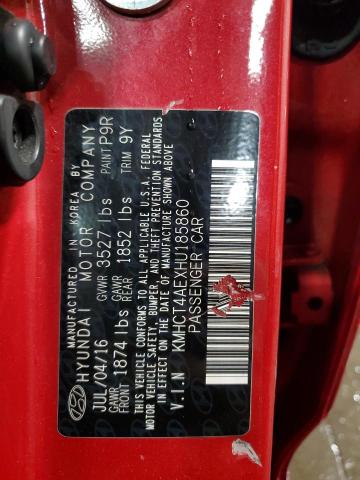 MANUFACTURED IN KOREA BY
HYUNDAI MOTOR COMPANY
JUL/04/16 GVWR 3527 lbs PAINT P9R
GAWR FRONT 1874 lbs GAWR REAR 1852 lbs TRIM 9Y
THIS VEHICLE CONFORMS TO ALL APPLICABLE U.S.A. FEDERAL
MOTOR VEHICLE SAFETY, BUMPER, AND THEFT PREVENTION STANDARDS
IN EFFECT ON THE DATE OF MANUFACTURE SHOWN ABOVE
V.I.N KMHCT4AEXHU185860
PASSENGER CAR